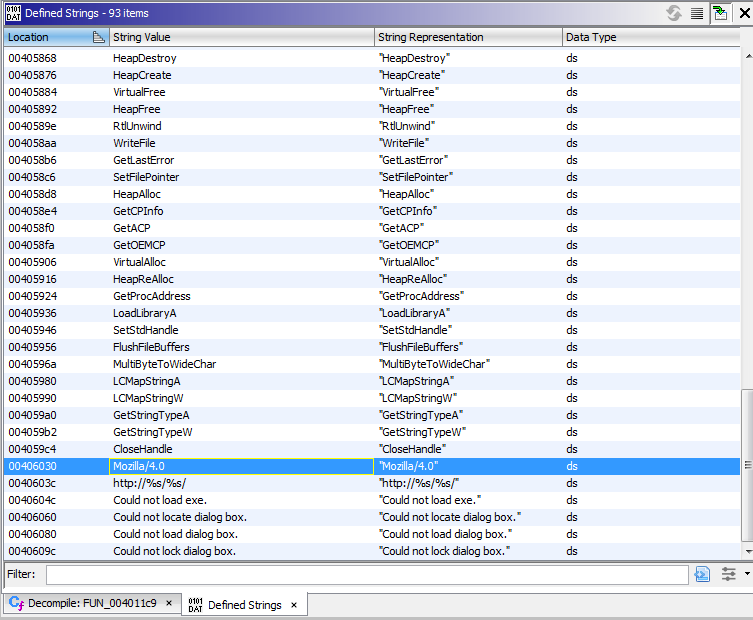 Defined Strings - 93 items
Location String Value String Representation Data Type
00405868 HeapDestroy "HeapDestroy" ds
00405876 HeapCreate "HeapCreate" ds
00405884 VirtualFree "VirtualFree" ds
00405892 HeapFree "HeapFree" ds
0040589e RtlUnwind "RtlUnwind" ds
004058aa WriteFile "WriteFile" ds
004058b6 GetLastError "GetLastError" ds
004058c6 SetFilePointer "SetFilePointer" ds
004058d8 HeapAlloc "HeapAlloc" ds
004058e4 GetCPInfo "GetCPInfo" ds
004058f0 GetACP "GetACP" ds
004058fa GetOEMCP "GetOEMCP" ds
00405906 VirtualAlloc "VirtualAlloc" ds
00405916 HeapReAlloc "HeapReAlloc" ds
00405924 GetProcAddress "GetProcAddress" ds
00405936 LoadLibraryA "LoadLibraryA" ds
00405946 SetStdHandle "SetStdHandle" ds
00405956 FlushFileBuffers "FlushFileBuffers" ds
0040596a MultiByteToWideChar "MultiByteToWideChar" ds
00405980 LCMapStringA "LCMapStringA" ds
00405990 LCMapStringW "LCMapStringW" ds
004059a0 GetStringTypeA "GetStringTypeA" ds
004059b2 GetStringTypeW "GetStringTypeW" ds
004059c4 CloseHandle "CloseHandle" ds
00406030 Mozilla/4.0 "Mozilla/4.0" ds
0040603c http://%s/%s/ "http://%s/%s/" ds
0040604c Could not load exe. "Could not load exe." ds
00406060 Could not locate dialog box. "Could not locate dialog box." ds
00406080 Could not load dialog box. "Could not load dialog box." ds
0040609c Could not lock dialog box. "Could not lock dialog box." ds
Filter:
Decompile: FUN_004011c9 × 0101 DAT Defined Strings ×